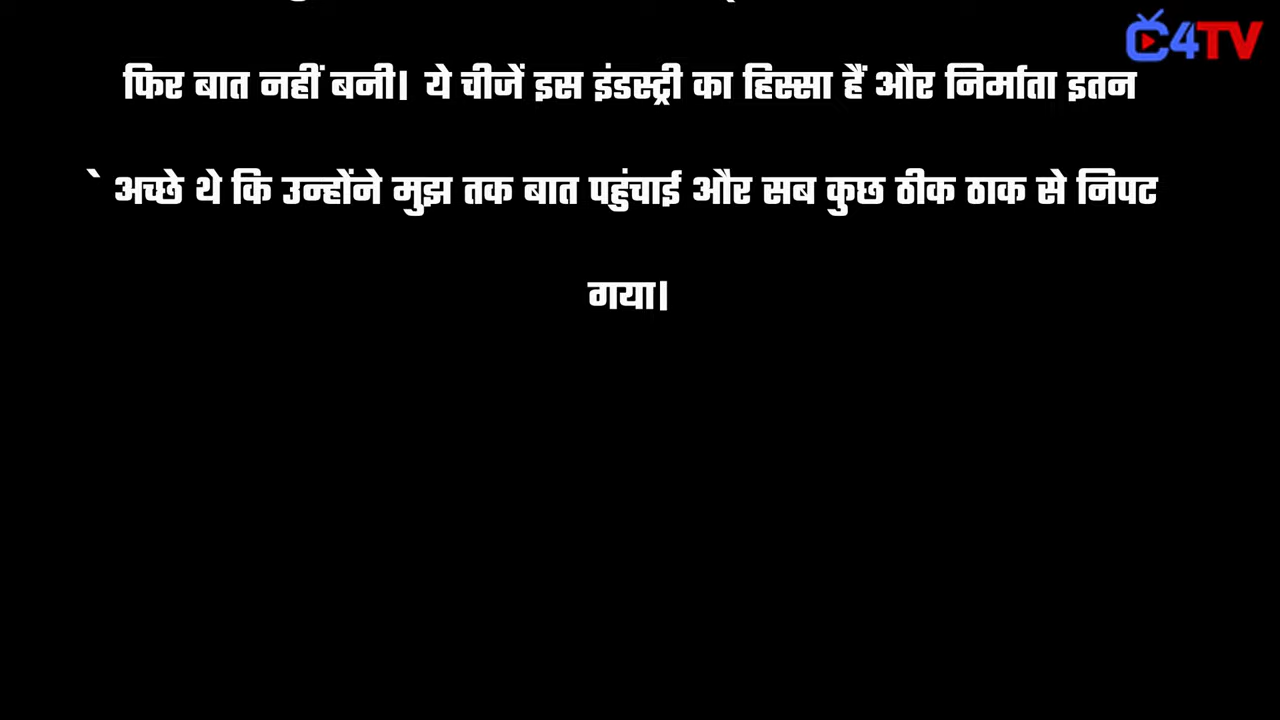 C4TV
फिर बात नहीं बनी। ये चीजें इस इंडस्ट्री का हिस्सा हैं और निर्माता इतन
े अच्छे थे कि उन्होंने मुझ तक बात पहुंचाई और सब कुछ ठीक ठाक से निपट
गया।